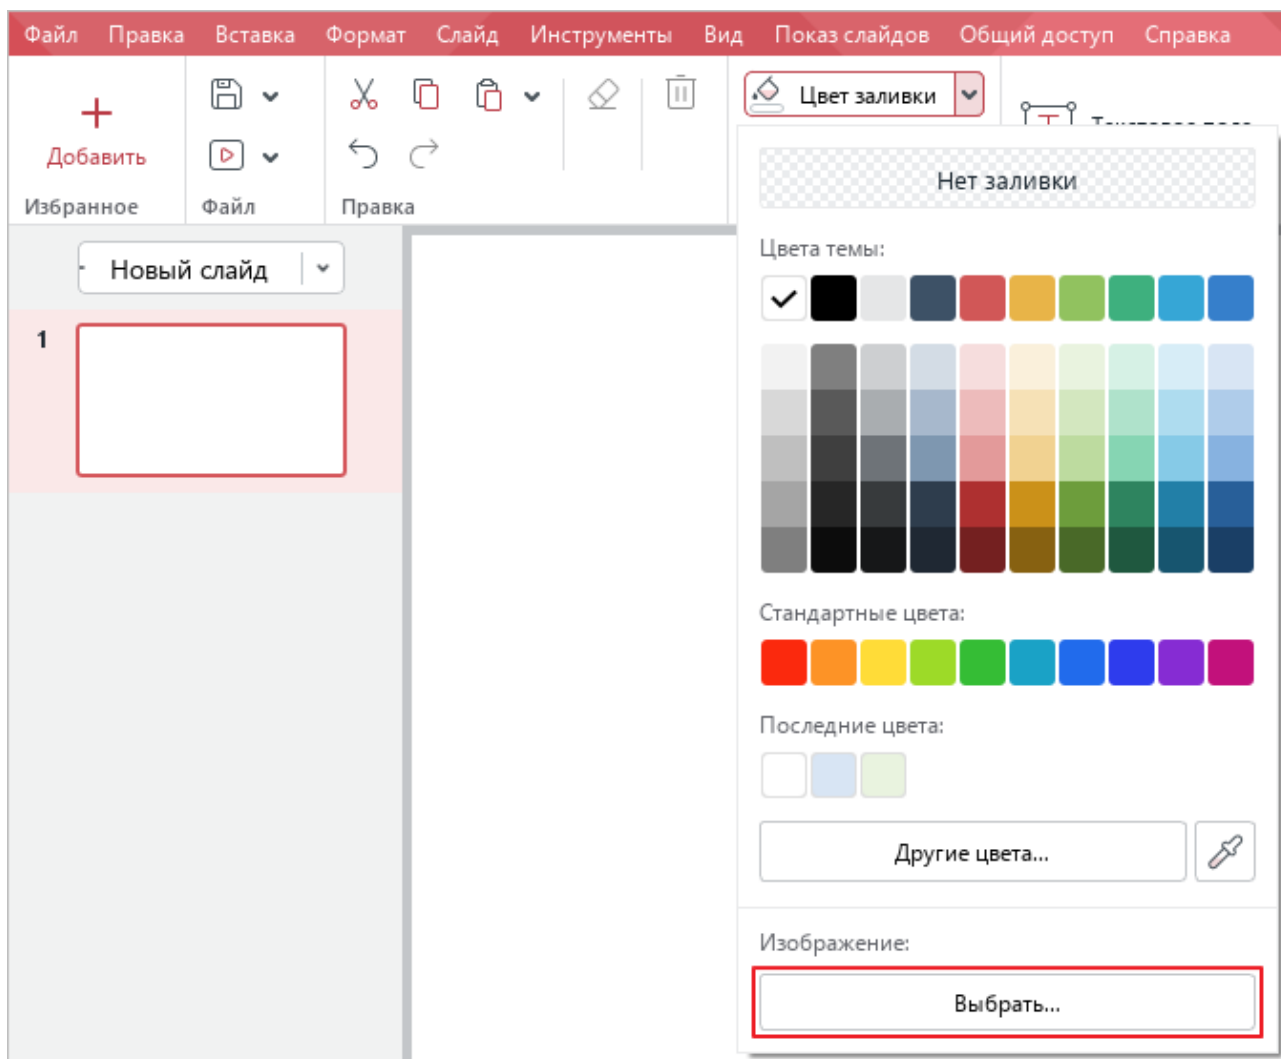 Файл Правка Вставка Формат Слайд Инструменты Вид Показ слайдов Общий доступ Справка
Цвет заливки
Добавить
Избранное Файл Правка
Нет заливки
Новый слайд
Цвета темы:
1
Стандартные цвета:
Последние цвета:
Другие цвета...
Изображение:
Выбрать...